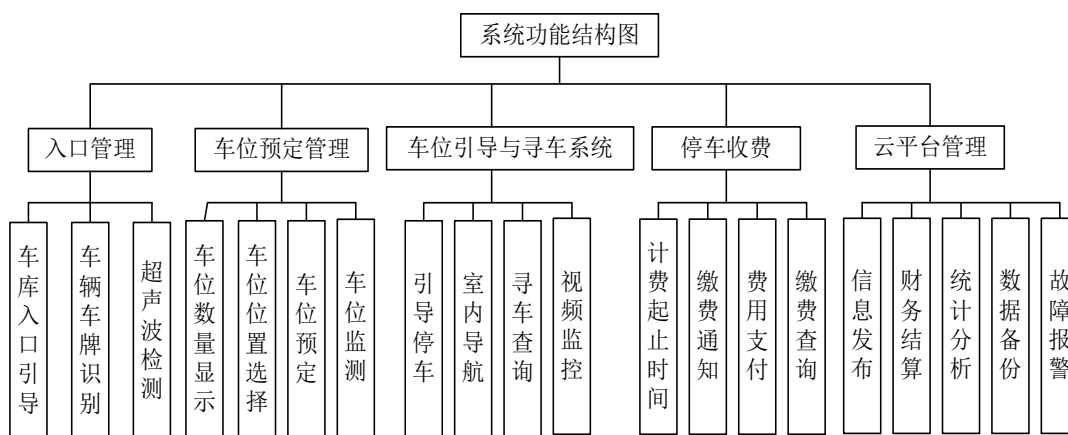 系统功能结构图
入口管理
车位预定管理
车位引导与寻车系统
停车收费
云平台管理
车库入口引导
车辆车牌识别
超声波检测
车位数量显示
车位位置选择
车位预定
车位监测
引导停车
室内导航
寻车查询
视频监控
计费起止时间
缴费通知
费用支付
缴费查询
信息发布
财务结算
统计分析
数据备份
故障报警